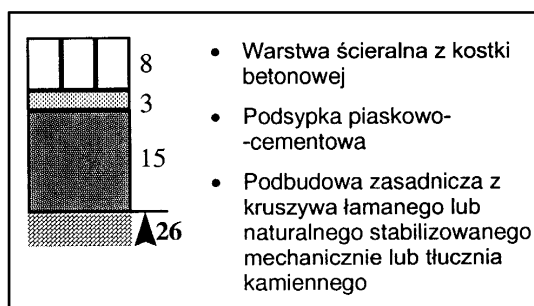 8
3
15
26
• Warstwa ścieralna z kostki
betonowej
• Podsypka piaskowo-
-cementowa
• Podbudowa zasadnicza z
kruszywa łamanego lub
naturalnego stabilizowanego
mechanicznie lub tłucznia
kamiennego